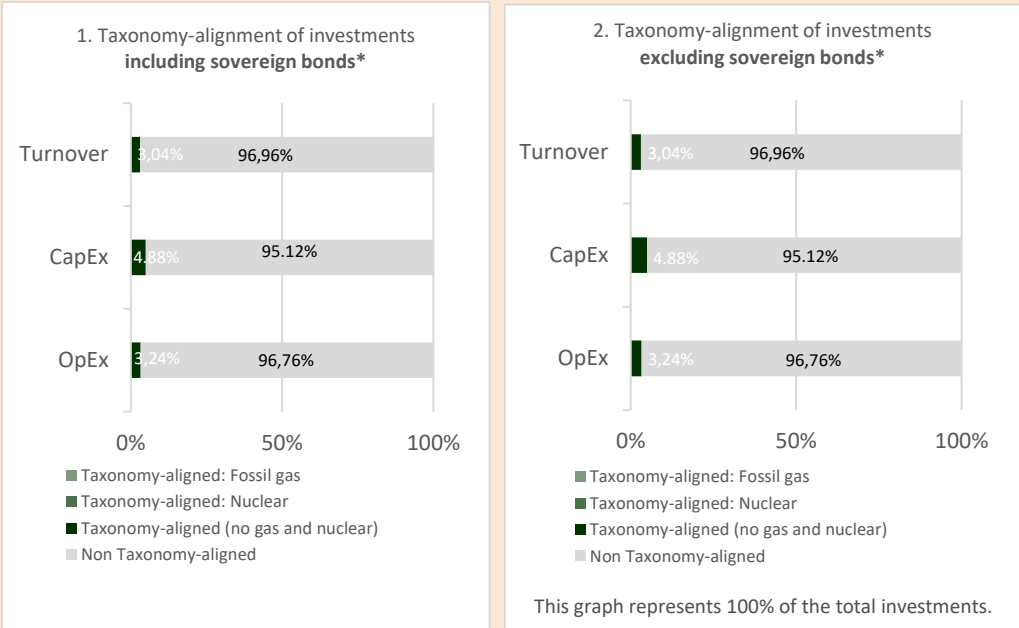 1. Taxonomy-alignment of investments
including sovereign bonds*
Turnover
3,04%
96,96%
CapEx
4.88%
95.12%
OpEx
3,24%
96,76%
0%
50%
100%
Taxonomy-aligned: Fossil gas
Taxonomy-aligned: Nuclear
Taxonomy-aligned (no gas and nuclear)
Non Taxonomy-aligned
2. Taxonomy-alignment of investments
excluding sovereign bonds*
Turnover
3,04%
96,96%
CapEx
4.88%
95.12%
OpEx
3,24%
96,76%
0%
50%
100%
Taxonomy-aligned: Fossil gas
Taxonomy-aligned: Nuclear
Taxonomy-aligned (no gas and nuclear)
Non Taxonomy-aligned
This graph represents 100% of the total investments.